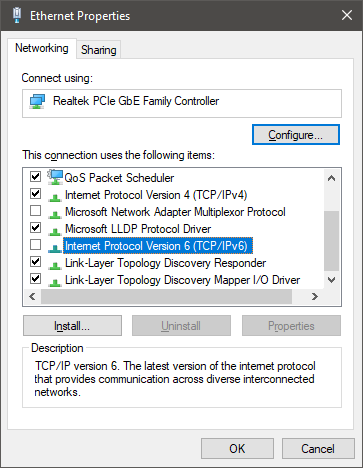 Ethernet Properties
Networking
Sharing
Connect using:
Realtek PCIe GbE Family Controller
Configure...
This connection uses the following items:
QoS Packet Scheduler
Internet Protocol Version 4 (TCP/IPv4)
Microsoft Network Adapter Multiplexor Protocol
Microsoft LLDP Protocol Driver
Internet Protocol Version 6 (TCP/IPv6)
Link-Layer Topology Discovery Responder
Link-Layer Topology Discovery Mapper I/O Driver
Install...
Uninstall
Properties
Description
TCP/IP version 6. The latest version of the internet protocol
that provides communication across diverse interconnected
networks.
OK
Cancel